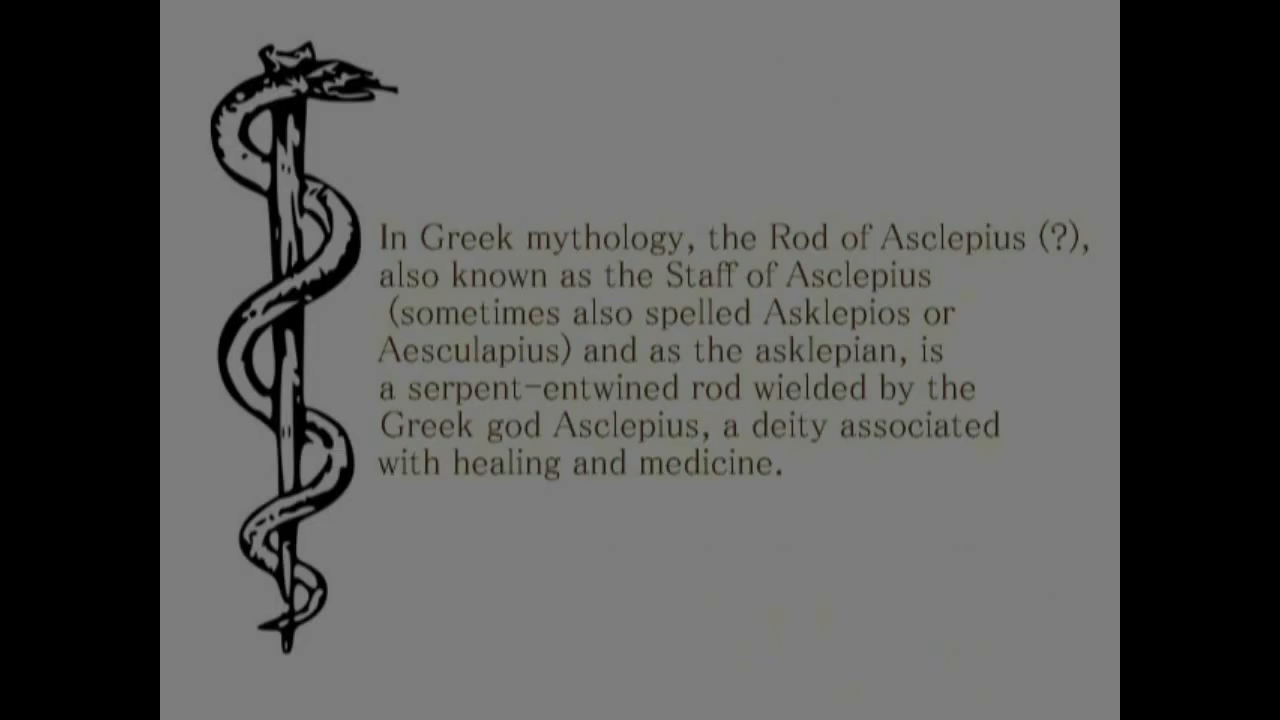 In Greek mythology, the Rod of Asclepius (?),
also known as the Staff of Asclepius
(sometimes also spelled Asklepios or
Aesculapius) and as the asklepian, is
a serpent-entwined rod wielded by the
Greek god Asclepius, a deity associated
with healing and medicine.